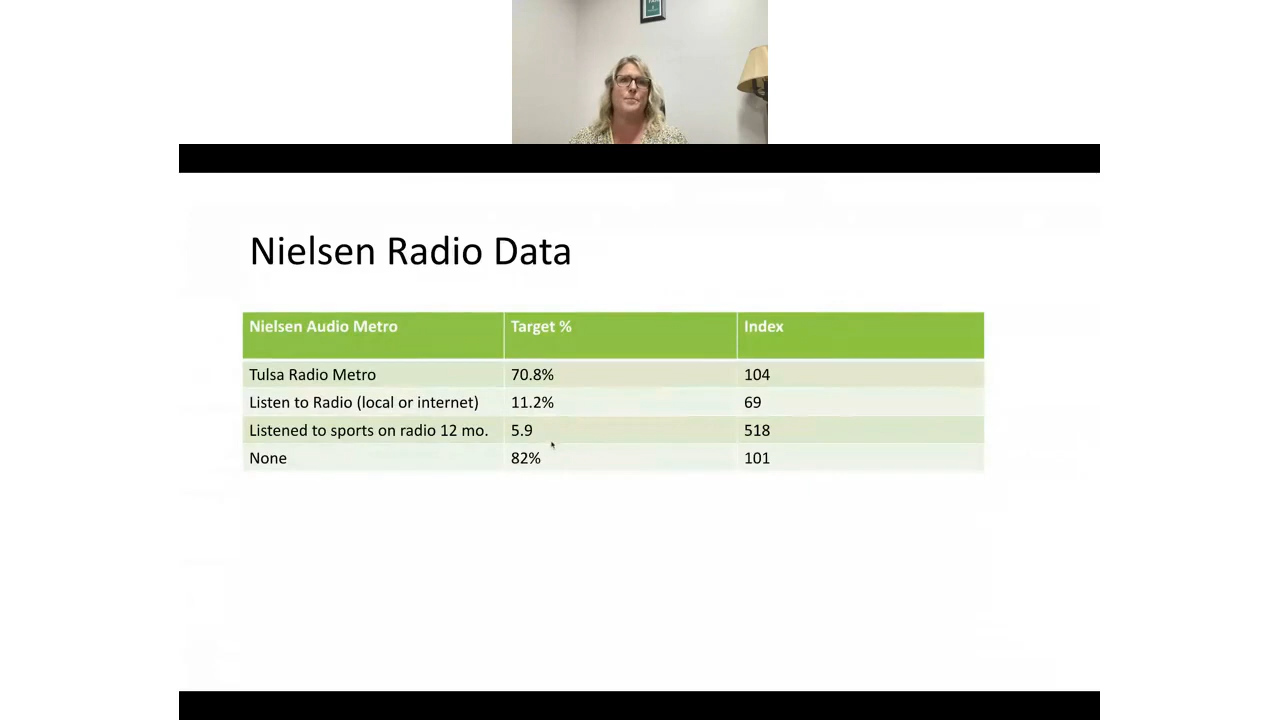 Nielsen Radio Data
Nielsen Audio Metro Target % Index
Tulsa Radio Metro 70.8% 104
Listen to Radio (local or internet) 11.2% 69
Listened to sports on radio 12 mo. 5.9 518
None 82% 101